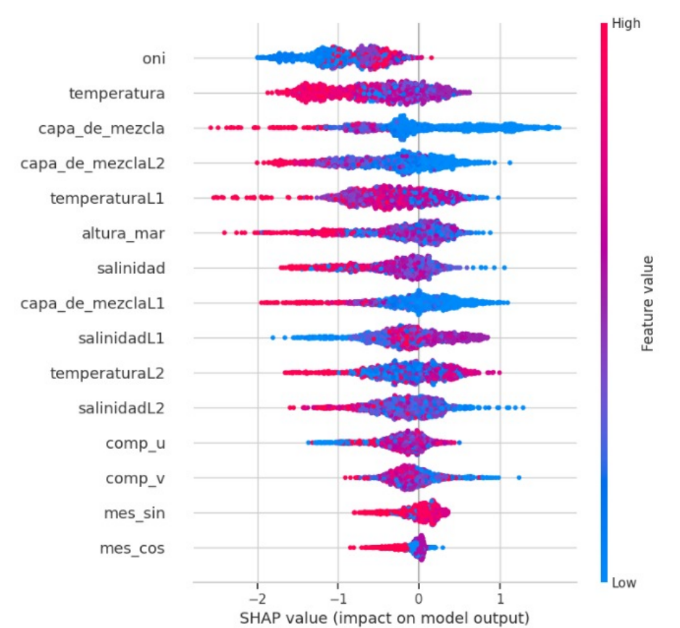 High
oni
temperatura
capa_de_mezcla
capa_de_mezclaL2
temperaturaL1
altura_mar
salinidad
capa_de_mezclaL1
salinidadL1
temperaturaL2
salinidadL2
comp_u
comp_v
mes_sin
mes_cos
Feature value
Low
−2 −1 0 1
SHAP value (impact on model output)